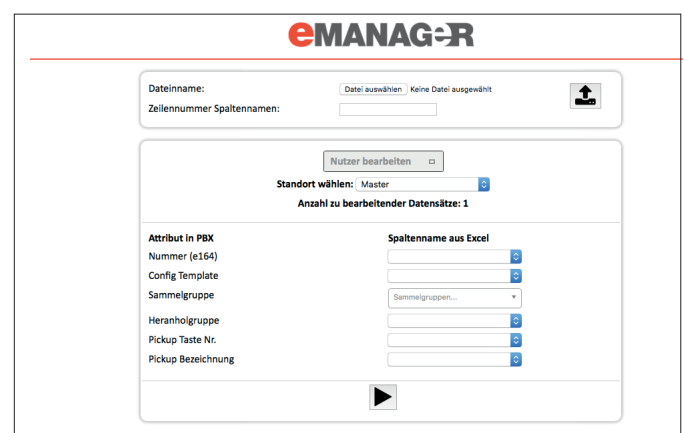 eMANAGER
Dateiname: Datei auswählen Keine Datei ausgewählt
Zeilennummer Spaltennamen:
Nutzer bearbeiten
Standort wählen: Master
Anzahl zu bearbeitender Datensätze: 1
Attribut in PBX Spaltenname aus Excel
Nummer (e164)
Config Template
Sammelgruppe Sammelgruppen...
Heranholgruppe
Pickup Taste Nr.
Pickup Bezeichnung